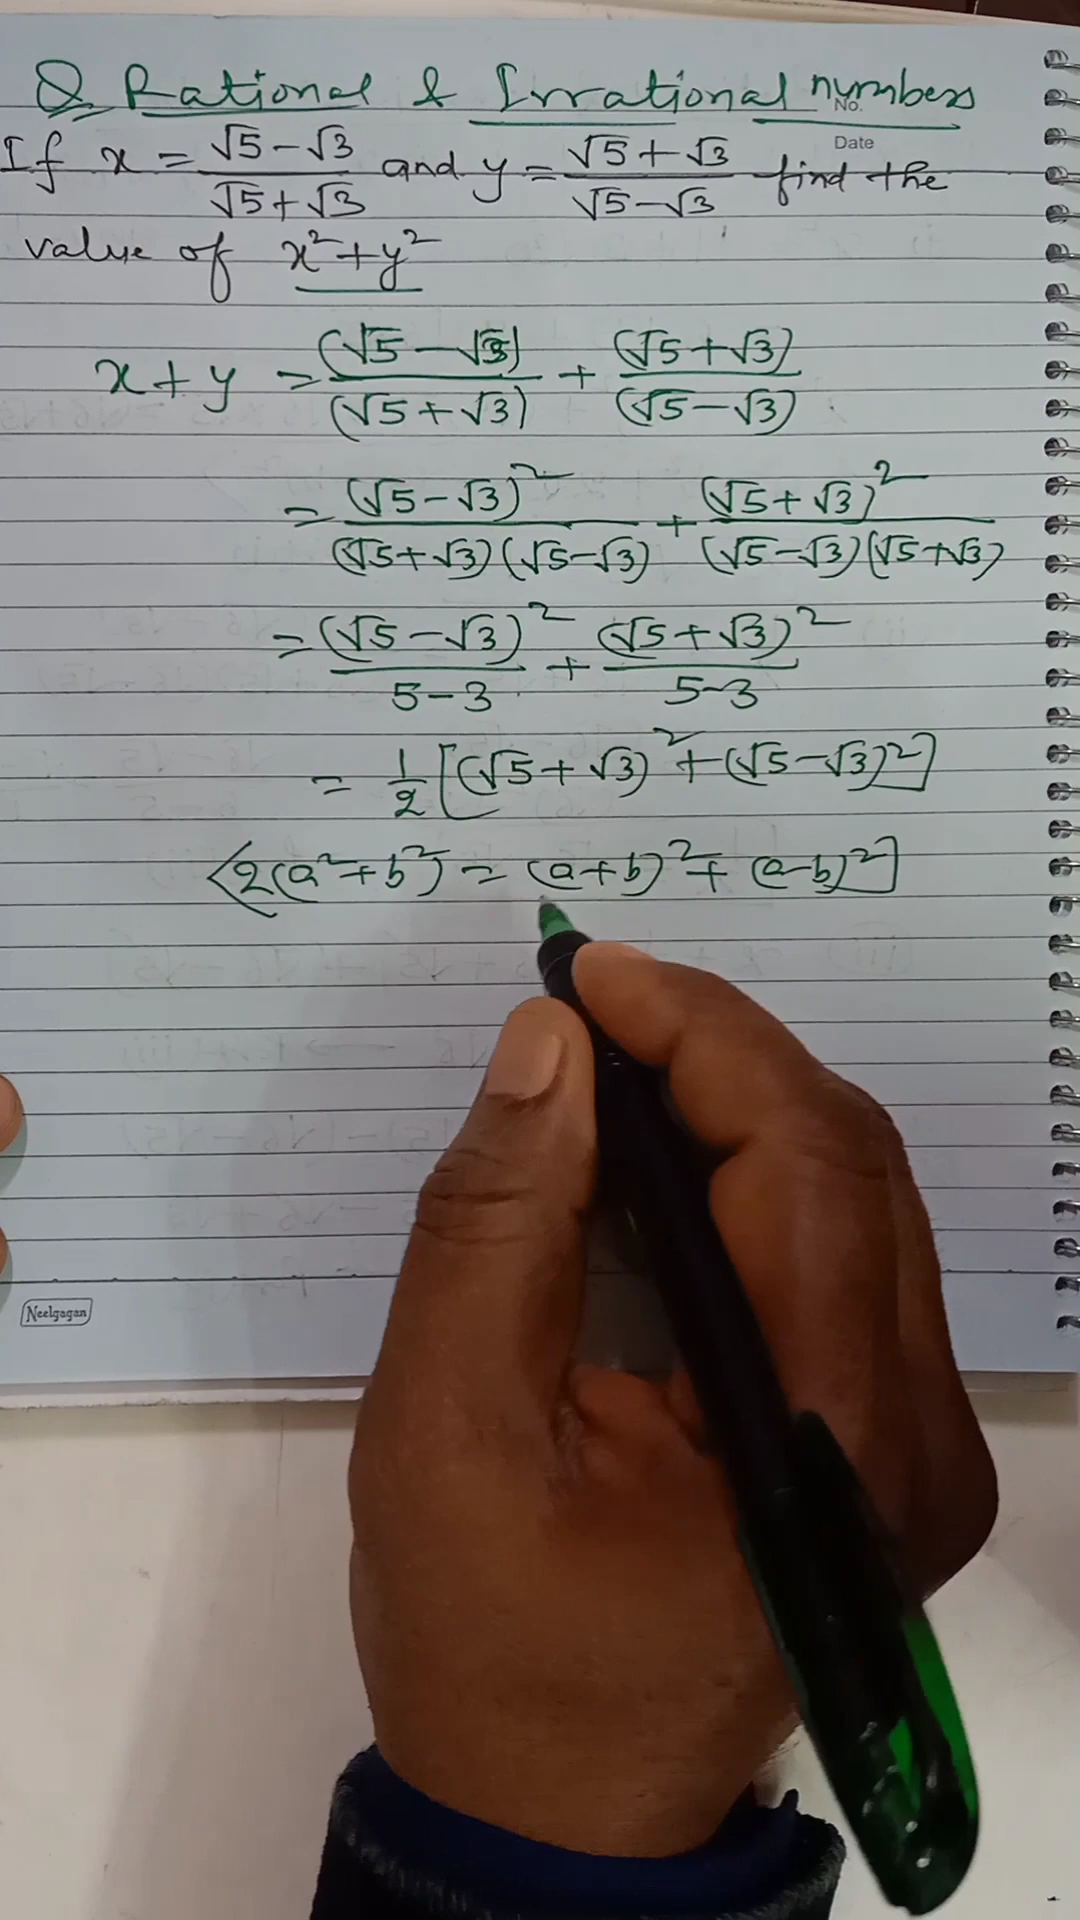 Q Rational & Irrational numbers
No.
Date
If x = √5-√3/√5+√3 and y = √5+√3/√5-√3 find the
value of x²+y²
x+y = (√5-√3)/(√5+√3) + (√5+√3)/(√5-√3)
= (√5-√3)²/(√5+√3)(√5-√3) + (√5+√3)²/(√5-√3)(√5+√3)
= (√5-√3)²/5-3 + (√5+√3)²/5-3
= 1/2[(√5+√3)²+(√5-√3)²]
[2(a²+b²) = (a+b)²+(a-b)²]
Neelgagan